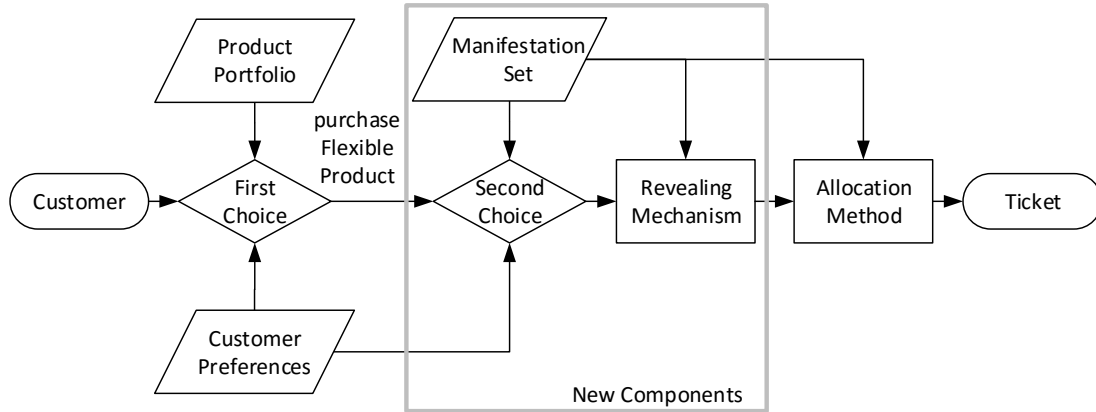 Product
Portfolio
Manifestation
Set
purchase
Flexible
Product
Customer
First
Choice
Second
Choice
Revealing
Mechanism
Allocation
Method
Ticket
Customer
Preferences
New Components